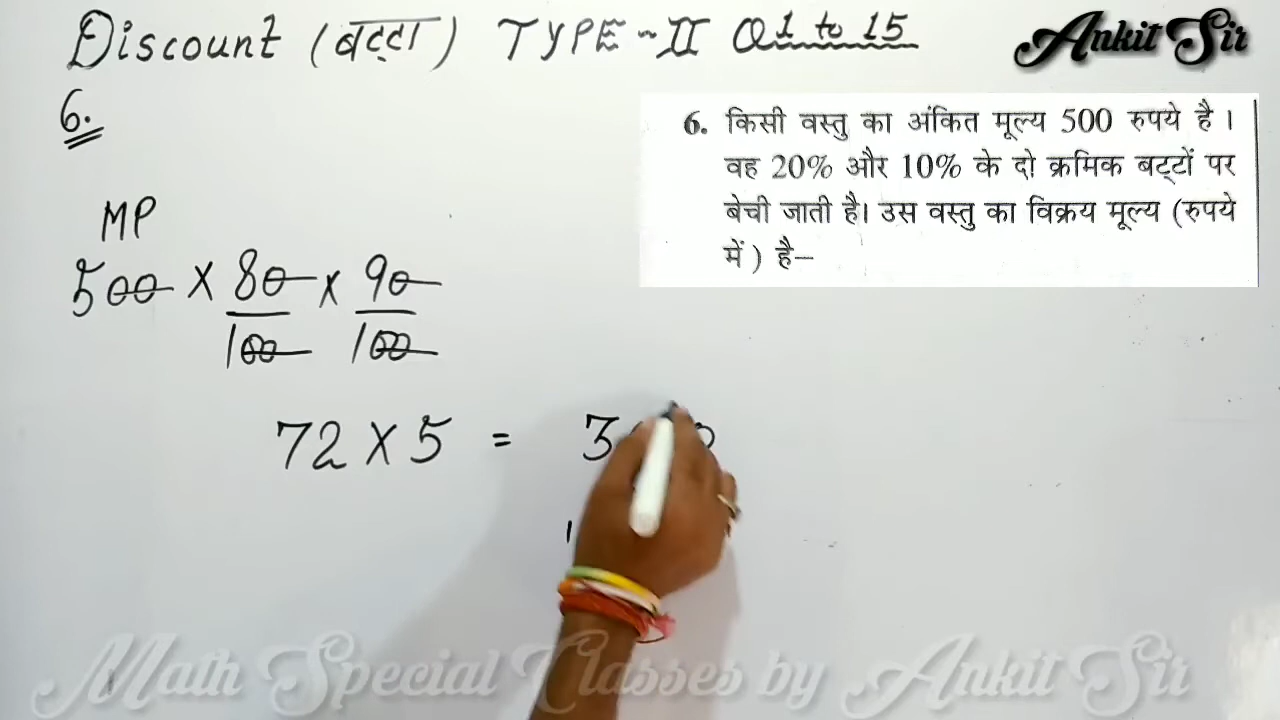 Discount (बट्टा) TYPE-II Q 1 to 15
Ankit Sir
6.
6. किसी वस्तु का अंकित मूल्य 500 रुपये है ।
वह 20% और 10% के दो क्रमिक बट्टों पर
बेची जाती है। उस वस्तु का विक्रय मूल्य (रुपये
में ) है–
MP
500 × 80/100 × 90/100
72 × 5 = 3
Math Special Classes by Ankit Sir